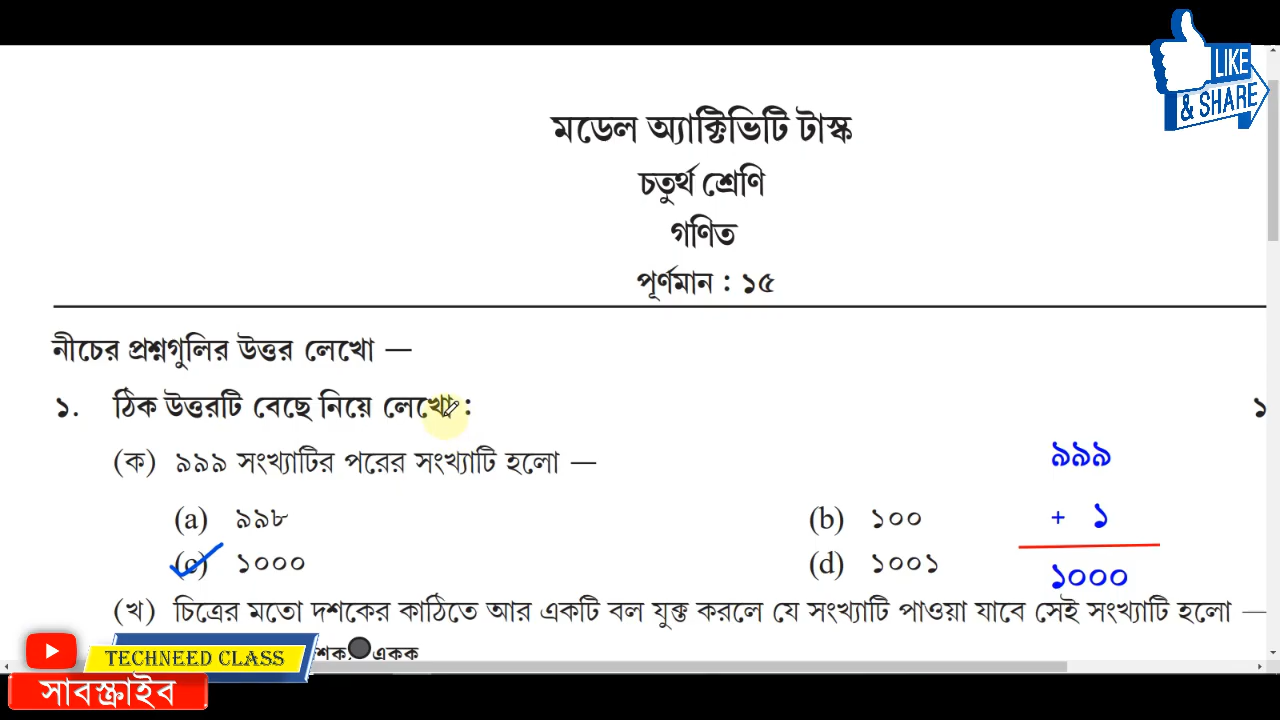 LIKE
& SHARE
মডেল অ্যাক্টিভিটি টাস্ক
চতুর্থ শ্রেণি
গণিত
পূর্ণমান : ১৫
নীচের প্রশ্নগুলির উত্তর লেখো —
১. ঠিক উত্তরটি বেছে নিয়ে লেখো : ১
(ক) ৯৯৯ সংখ্যাটির পরের সংখ্যাটি হলো —
৯৯৯
(a) ৯৯৮ (b) ১০০
+ ১
(c) ১০০০ (d) ১০০১
১০০০
(খ) চিত্রের মতো দশকের কাঠিতে আর একটি বল যুক্ত করলে যে সংখ্যাটি পাওয়া যাবে সেই সংখ্যাটি হলো —
একক
TECHNEED CLASS
সাবস্ক্রাইব